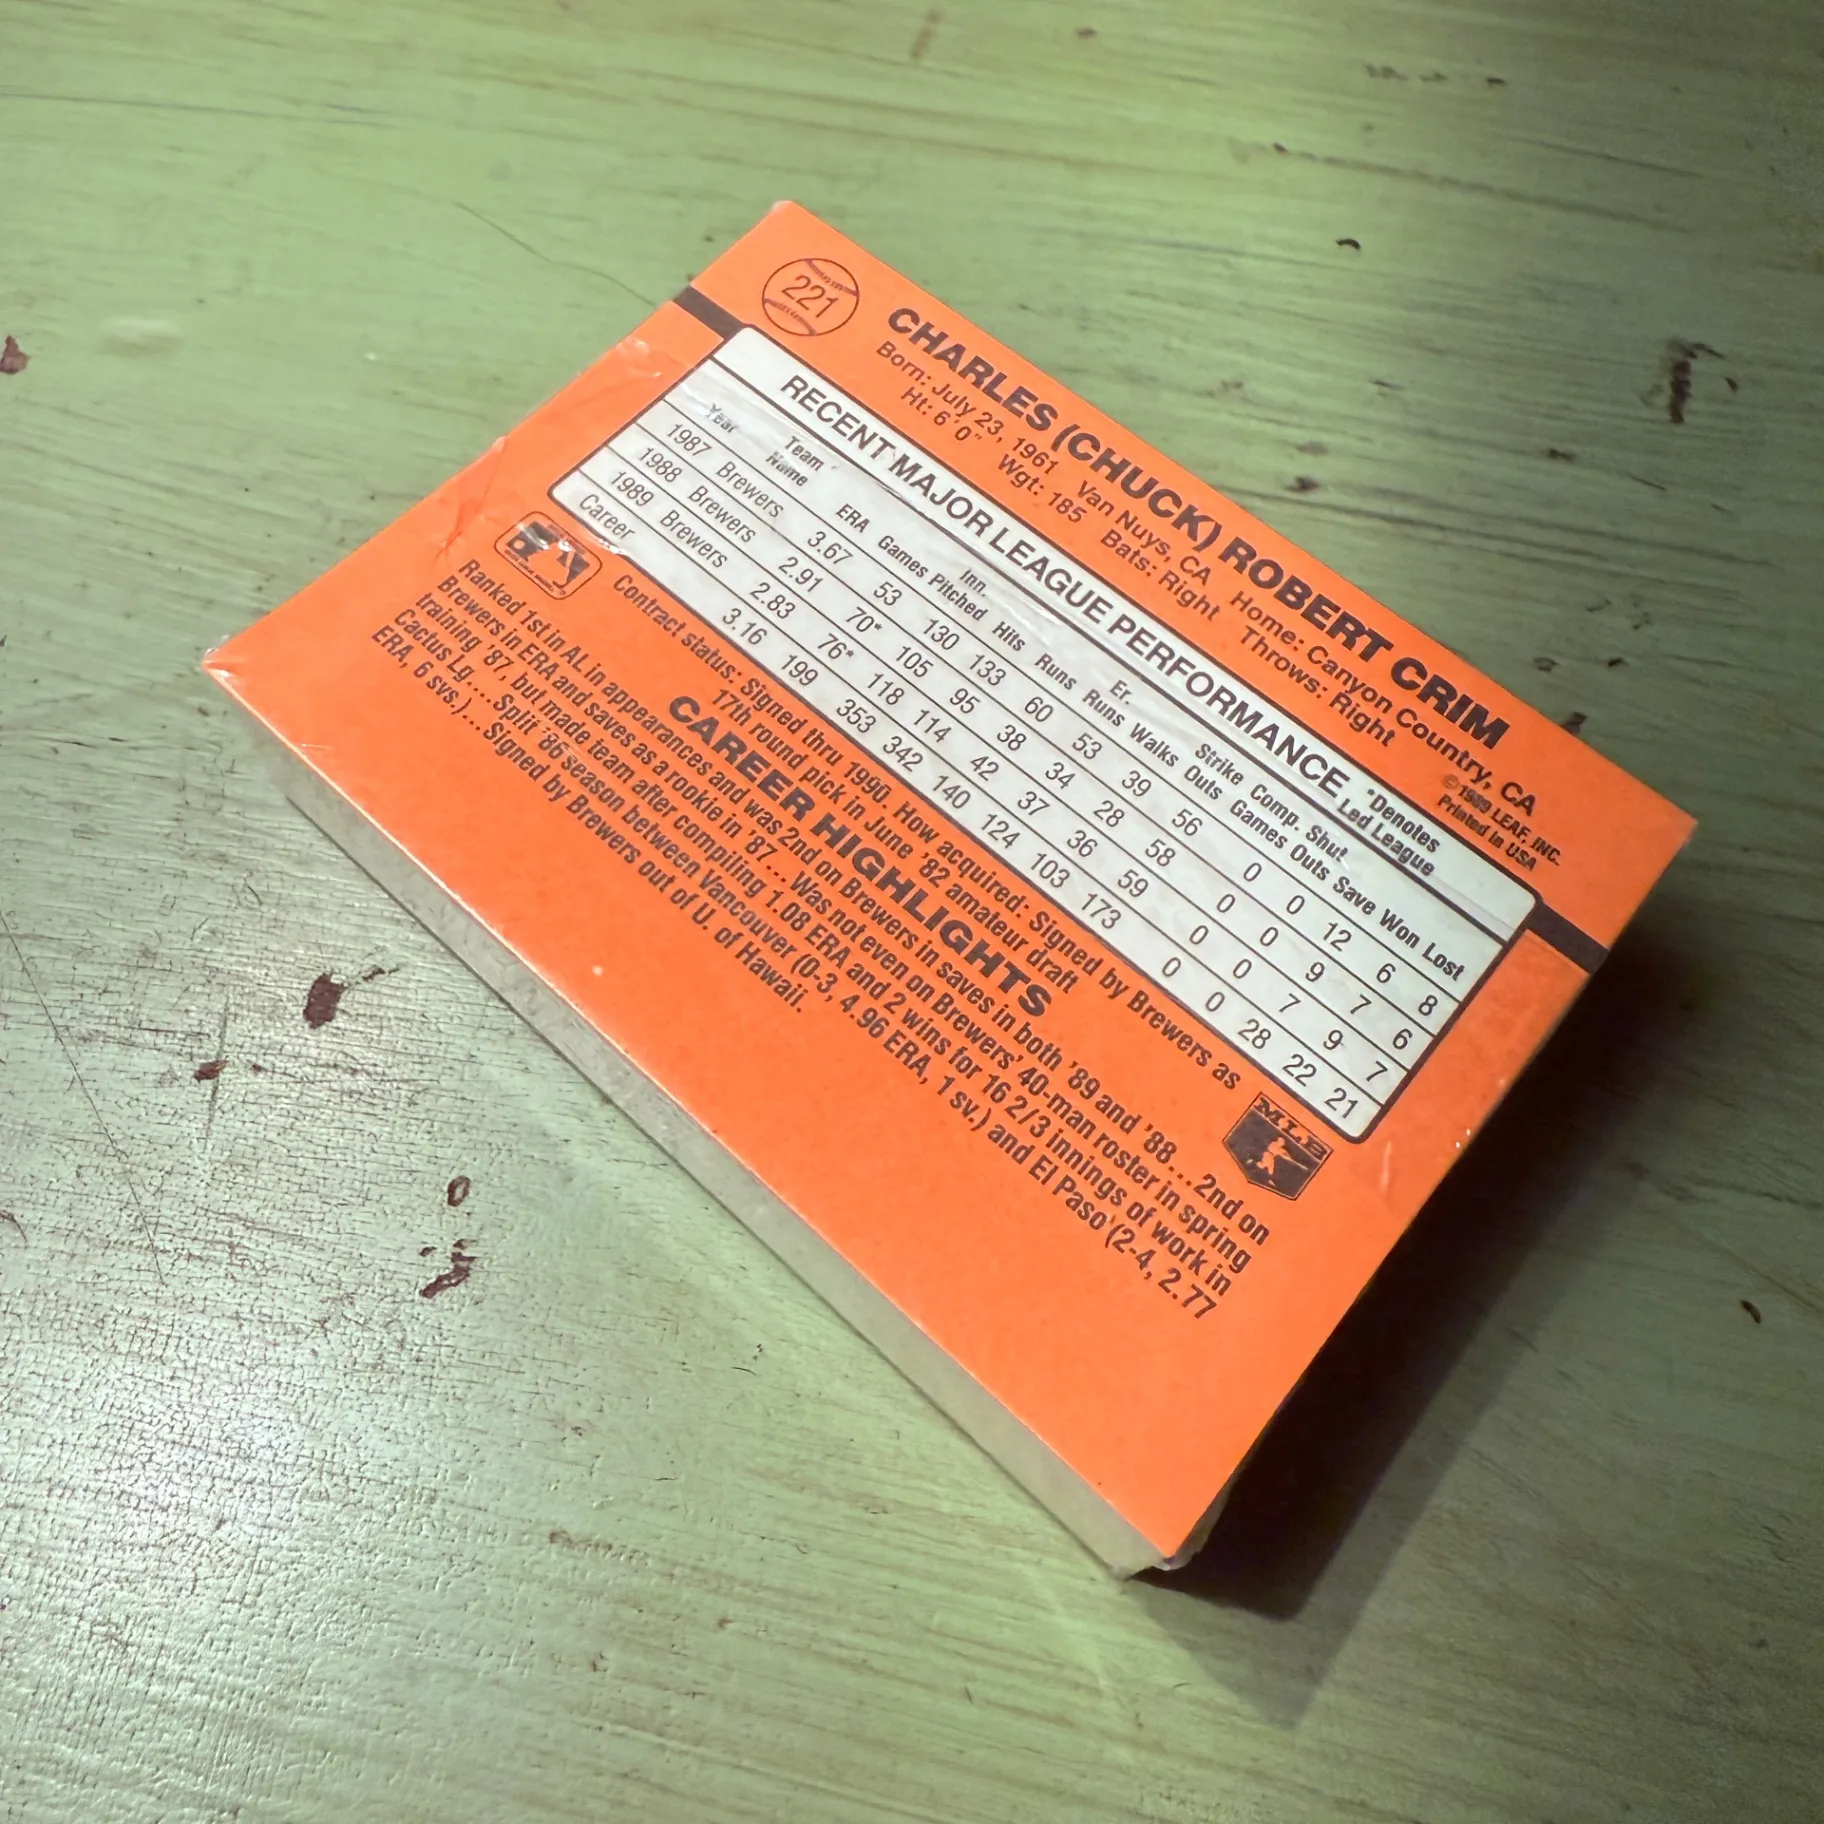 221
CHARLES (CHUCK) ROBERT CRIM
Born: July 23, 1961 Van Nuys, CA Home: Canyon Country, CA
Ht: 6'0" Wgt: 185 Bats: Right Throws: Right
©1989 LEAF, INC.
Printed in USA
RECENT MAJOR LEAGUE PERFORMANCE *Denotes Led League
Year Team Name ERA Games Inn. Pitched Hits Runs Er. Runs Walks Strike Outs Comp. Games Shut Outs Save Won Lost
1987 Brewers 3.67 53 130 133 60 53 39 56 0 0 12 6 8
1988 Brewers 2.91 70* 105 95 38 34 28 58 0 0 9 7 6
1989 Brewers 2.83 76* 118 114 42 37 36 59 0 0 7 9 7
Career 3.16 199 353 342 140 124 103 173 0 0 28 22 21
Contract status: Signed thru 1990. How acquired: Signed by Brewers as
17th round pick in June '82 amateur draft
MLB
CAREER HIGHLIGHTS
Ranked 1st in AL in appearances and was 2nd on Brewers in saves in both '89 and '88...2nd on
Brewers in ERA and saves as a rookie in '87... Was not even on Brewers' 40-man roster in spring
training '87, but made team after compiling 1.08 ERA and 2 wins for 16 2/3 innings of work in
Cactus Lg....Split '86 season between Vancouver (0-3, 4.96 ERA, 1 sv.) and El Paso (2-4, 2.77
ERA, 6 svs.)...Signed by Brewers out of U. of Hawaii.